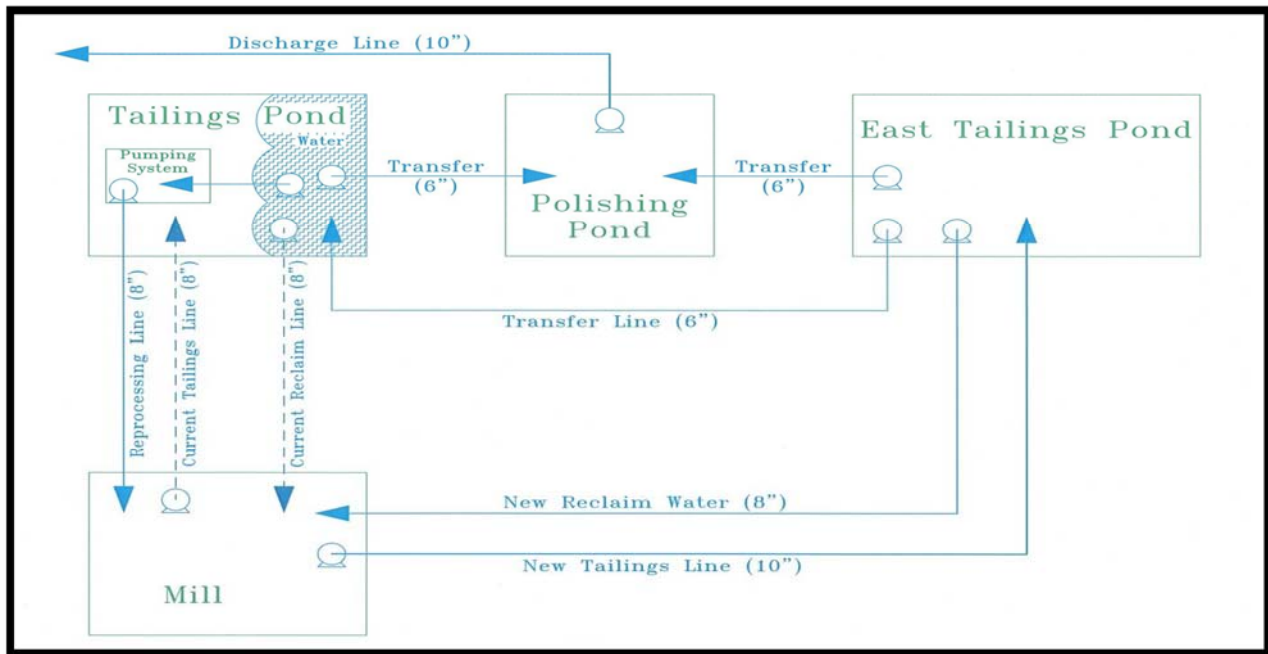 Discharge Line (10”)
Tailings Pond
Water
Pumping
System
Transfer
(6”)
Polishing
Pond
Transfer
(6”)
East Tailings Pond
Transfer Line (6”)
Reprocessing Line (8”)
Current Tailings Line (8”)
Current Reclaim Line (8”)
New Reclaim Water (8”)
New Tailings Line (10”)
Mill